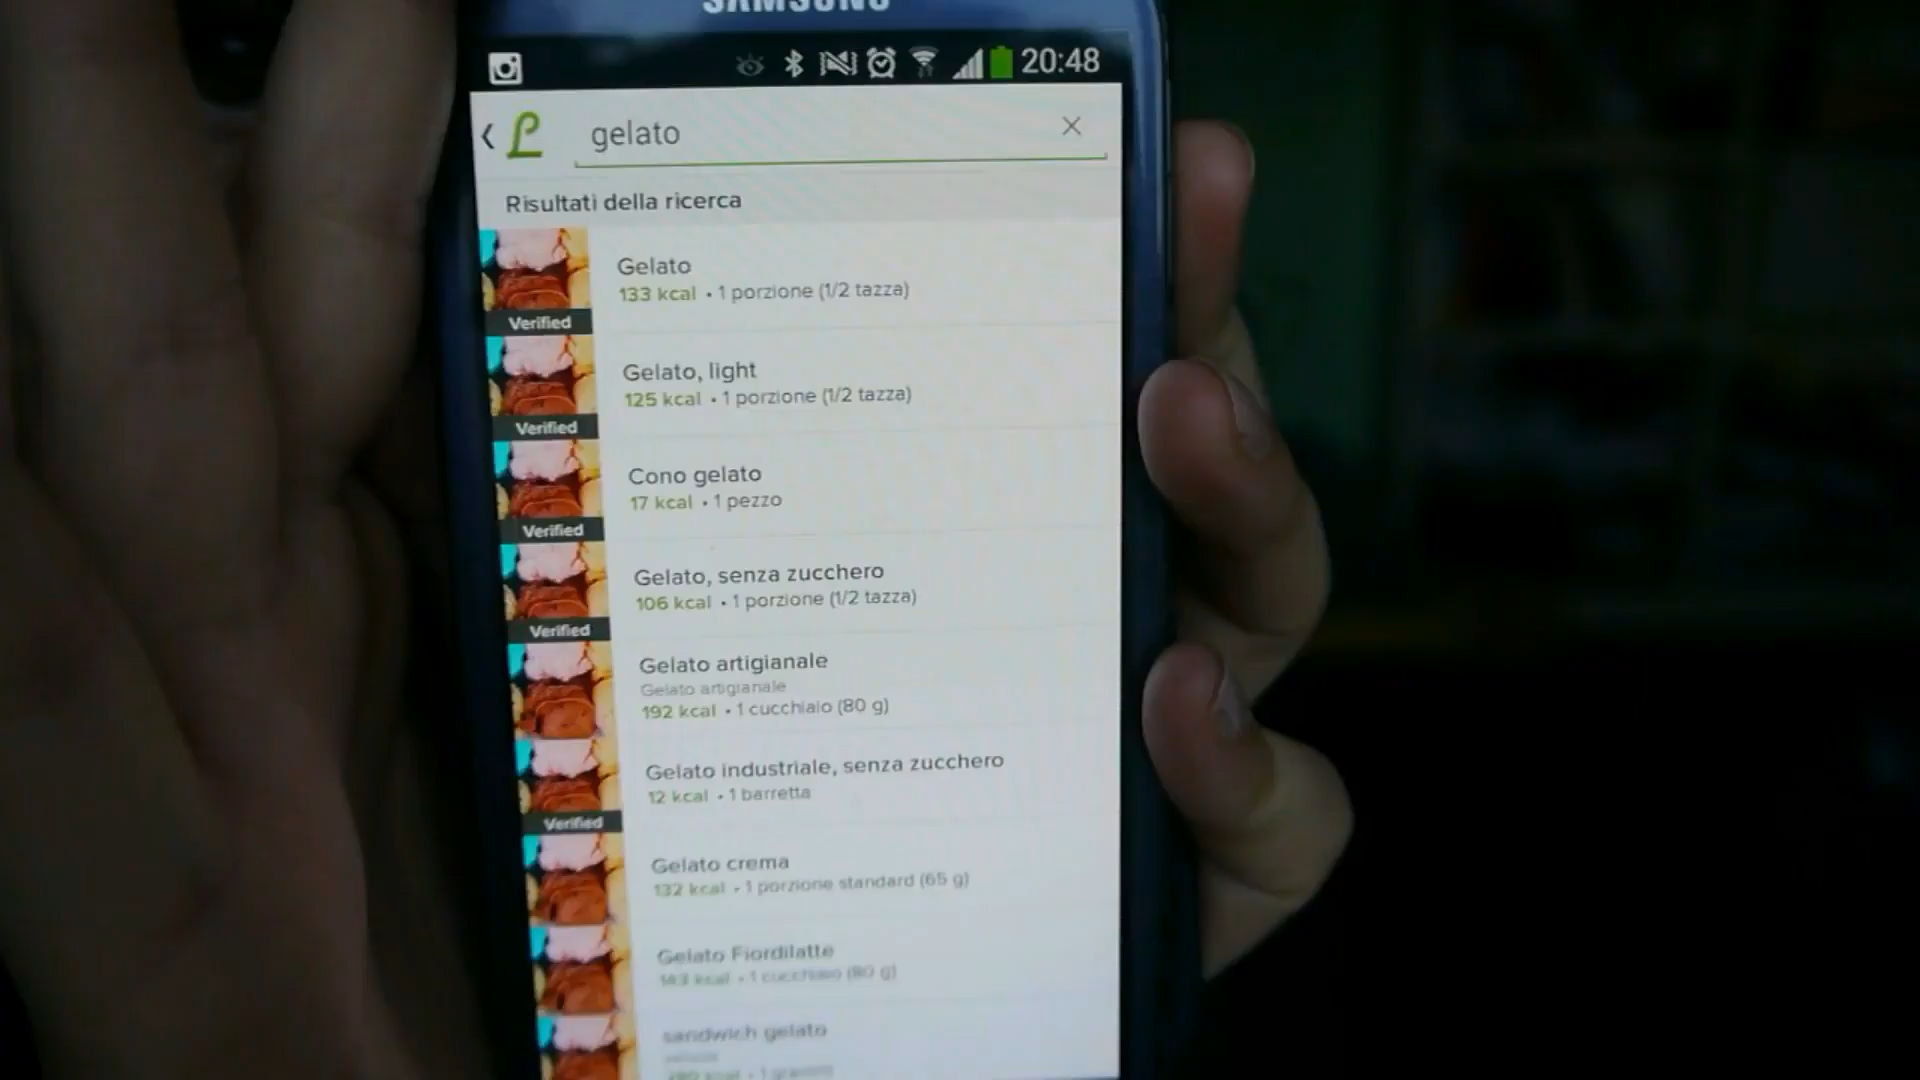 SAMSUNG
20:48
gelato
Risultati della ricerca
Gelato
133 kcal • 1 porzione (1/2 tazza)
Verified
Gelato, light
125 kcal • 1 porzione (1/2 tazza)
Verified
Cono gelato
17 kcal • 1 pezzo
Verified
Gelato, senza zucchero
106 kcal • 1 porzione (1/2 tazza)
Verified
Gelato artigianale
Gelato artigianale
192 kcal • 1 cucchiaio (80 g)
Gelato industriale, senza zucchero
12 kcal • 1 barretta
Verified
Gelato crema
132 kcal • 1 porzione standard (65 g)
Gelato Fiordilatte
kcal • 1 cucchiaio (80 g)
sandwich gelato
kcal • 1 grammi